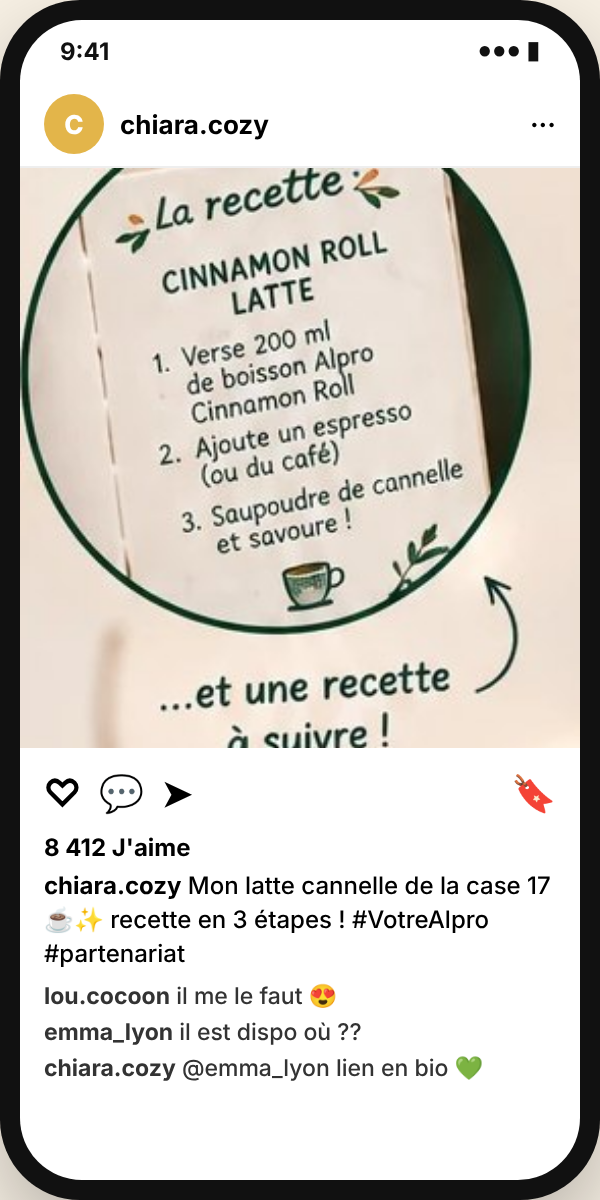 9:41
C
chiara.cozy
La recette
CINNAMON ROLL
LATTE
1. Verse 200 ml
de boisson Alpro
Cinnamon Roll
2. Ajoute un espresso
(ou du café)
3. Saupoudre de cannelle
et savoure !
...et une recette
à suivre !
8 412 J'aime
chiara.cozy Mon latte cannelle de la case 17
☕✨ recette en 3 étapes ! #VotreAlpro
#partenariat
lou.cocoon il me le faut 😍
emma_lyon il est dispo où ??
chiara.cozy @emma_lyon lien en bio 💚